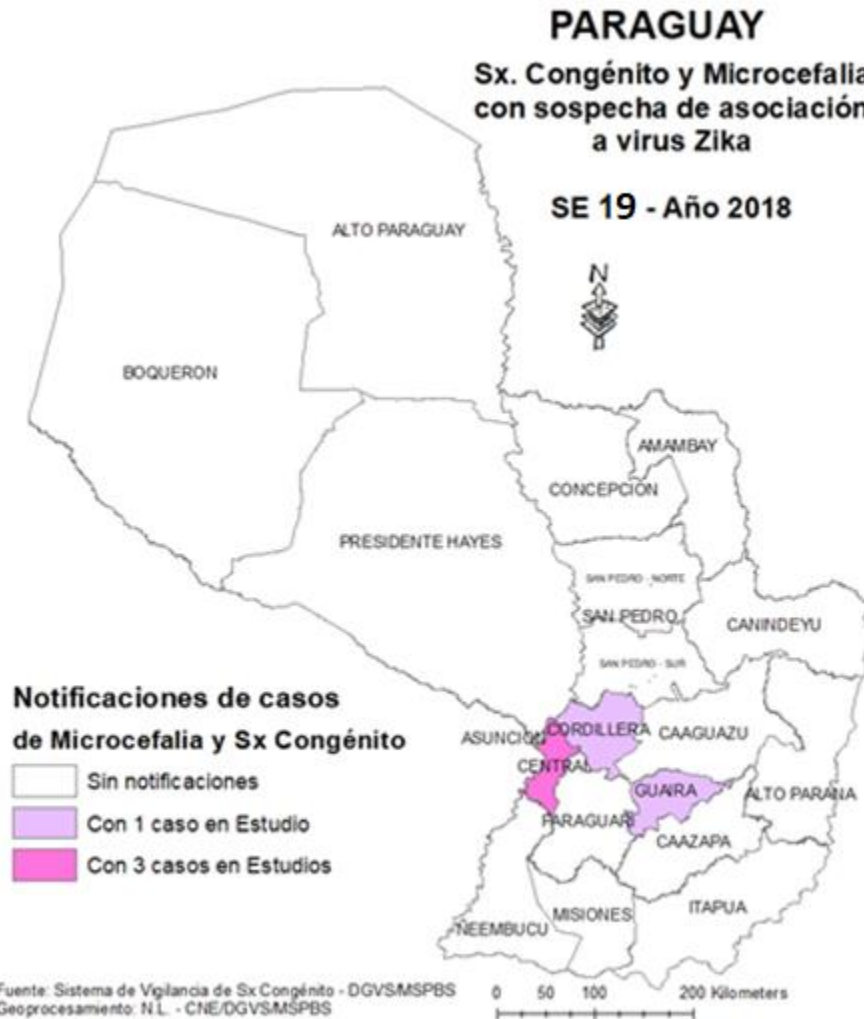 PARAGUAY
Sx. Congénito y Microcefalia
con sospecha de asociación
a virus Zika
SE 19 - Año 2018
N
ALTO PARAGUAY
BOQUERON
AMAMBAY
CONCEPCION
PRESIDENTE HAYES
SAN PEDRO - NORTE
SAN PEDRO
CANINDEYU
SAN PEDRO - SUR
Notificaciones de casos
de Microcefalia y Sx Congénito
Sin notificaciones
Con 1 caso en Estudio
Con 3 casos en Estudios
ASUNCION
CORDILLERA
CAAGUAZU
CENTRAL
GUAIRA
ALTO PARANA
PARAGUARI
CAAZAPA
ITAPUA
MISIONES
ÑEEMBUCU
Fuente: Sistema de Vigilancia de Sx Congénito - DGVS/MSPBS
Geoprocesamiento: N.L. - CNE/DGVS/MSPBS
0 50 100 200 Kilometers